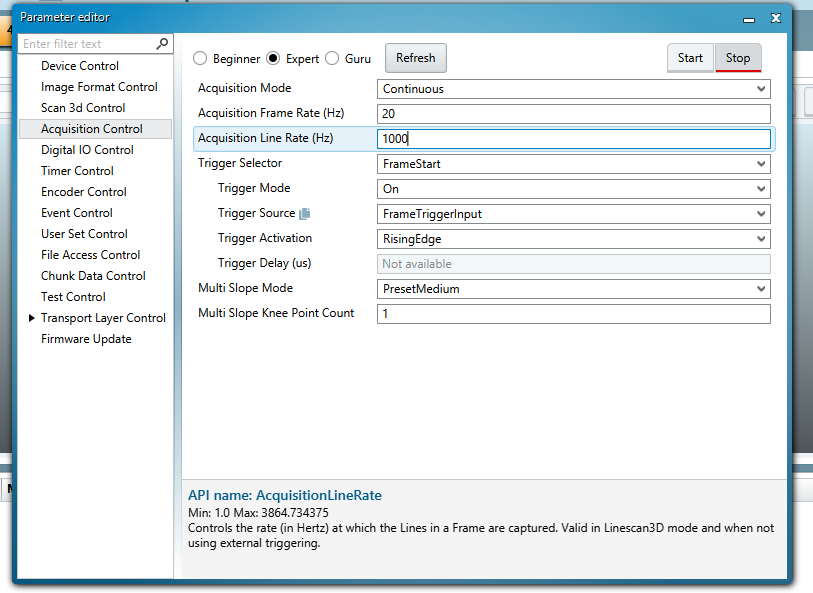 Parameter editor
Enter filter text
Device Control
Image Format Control
Scan 3d Control
Acquisition Control
Digital IO Control
Timer Control
Encoder Control
Event Control
User Set Control
File Access Control
Chunk Data Control
Test Control
Transport Layer Control
Firmware Update
Beginner Expert Guru Refresh Start Stop
Acquisition Mode Continuous
Acquisition Frame Rate (Hz) 20
Acquisition Line Rate (Hz) 1000
Trigger Selector FrameStart
Trigger Mode On
Trigger Source FrameTriggerInput
Trigger Activation RisingEdge
Trigger Delay (us) Not available
Multi Slope Mode PresetMedium
Multi Slope Knee Point Count 1
API name: AcquisitionLineRate
Min: 1.0 Max: 3864.734375
Controls the rate (in Hertz) at which the Lines in a Frame are captured. Valid in Linescan3D mode and when not
using external triggering.